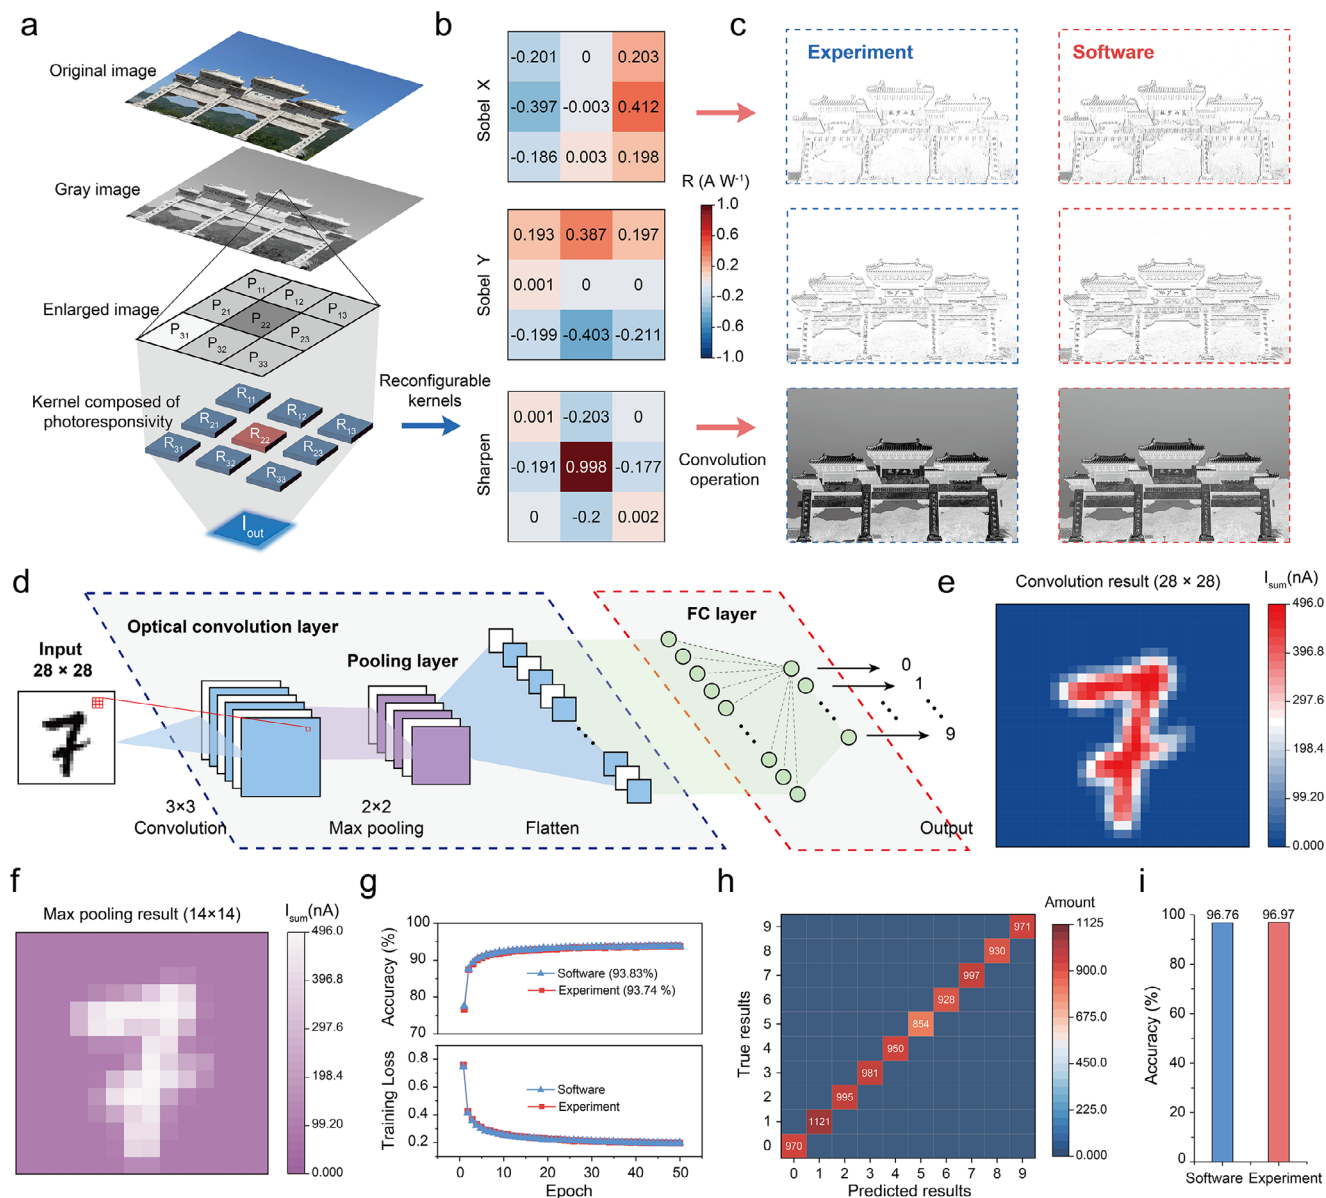 a
Original image
Gray image
Enlarged image
P11
P12
P13
P21
P22
P23
P31
P32
P33
Kernel composed of
photoresponsivity
R11
R12
R13
R21
R22
R23
R31
R32
R33
Iout
Reconfigurable
kernels
b
Sobel X
-0.201 0 0.203
-0.397 -0.003 0.412
-0.186 0.003 0.198
Sobel Y
0.193 0.387 0.197
0.001 0 0
-0.199 -0.403 -0.211
Sharpen
0.001 -0.203 0
-0.191 0.998 -0.177
0 -0.2 0.002
R (A W-1)
1.0
0.6
0.4
0.2
-0.2
-0.4
-0.6
-1.0
Convolution
operation
c
Experiment
Software
d
Input
28 × 28
Optical convolution layer
Pooling layer
FC layer
3×3
Convolution
2×2
Max pooling
Flatten
0
1
9
Output
e
Convolution result (28 × 28)
Isum(nA)
496.0
396.8
297.6
198.4
99.20
0.000
f
Max pooling result (14×14)
Isum(nA)
496.0
396.8
297.6
198.4
99.20
0.000
g
Accuracy (%)
100
90
80
70
Software (93.83%)
Experiment (93.74 %)
Training Loss
0.8
0.6
0.4
0.2
Software
Experiment
0 10 20 30 40 50
Epoch
h
Amount
1125
900.0
675.0
450.0
225.0
0.000
True results
9
8
7
6
5
4
3
2
1
0
971
930
997
928
854
950
981
995
1121
970
0 1 2 3 4 5 6 7 8 9
Predicted results
i
Accuracy (%)
100
80
60
40
20
0
96.76 96.97
Software Experiment